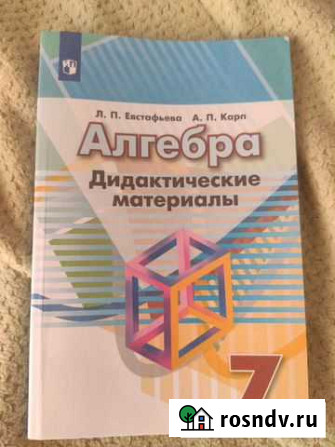 Л. П. Евстафьева А. П. Карп
Алгебра
Дидактические
материалы
7
rosndv.ru